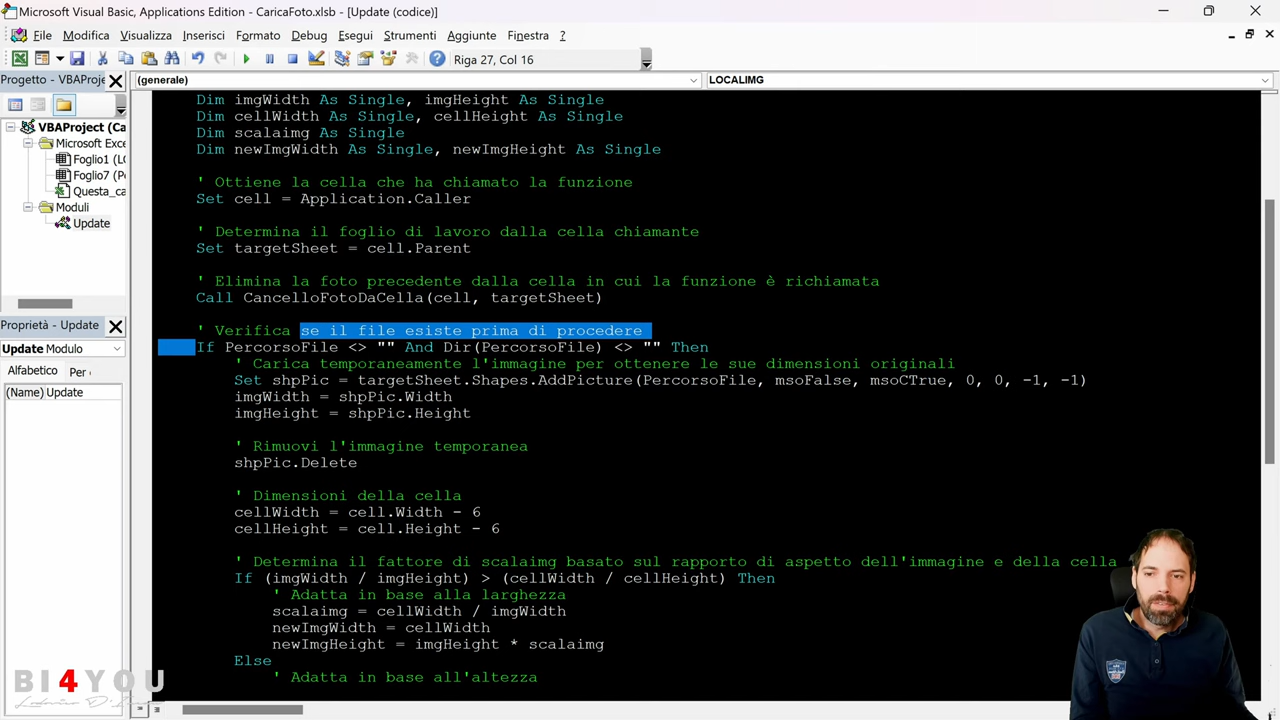 Microsoft Visual Basic, Applications Edition - CaricaFoto.xlsb - [Update (codice)]
File Modifica Visualizza Inserisci Formato Debug Esegui Strumenti Aggiunte Finestra ?
Riga 27, Col 16
Progetto - VBAProj
(generale)
LOCALIMG
VBAProject (Ca
Microsoft Exce
Foglio1 (LO
Foglio7 (Pe
Questa_ca
Moduli
Update
Proprietà - Update
Update Modulo
Alfabetico Per
(Name) Update
Dim imgWidth As Single, imgHeight As Single
Dim cellWidth As Single, cellHeight As Single
Dim scalaimg As Single
Dim newImgWidth As Single, newImgHeight As Single
' Ottiene la cella che ha chiamato la funzione
Set cell = Application.Caller
' Determina il foglio di lavoro dalla cella chiamante
Set targetSheet = cell.Parent
' Elimina la foto precedente dalla cella in cui la funzione è richiamata
Call CancelloFotoDaCella(cell, targetSheet)
' Verifica se il file esiste prima di procedere
If PercorsoFile <> "" And Dir(PercorsoFile) <> "" Then
' Carica temporaneamente l'immagine per ottenere le sue dimensioni originali
Set shpPic = targetSheet.Shapes.AddPicture(PercorsoFile, msoFalse, msoCTrue, 0, 0, -1, -1)
imgWidth = shpPic.Width
imgHeight = shpPic.Height
' Rimuovi l'immagine temporanea
shpPic.Delete
' Dimensioni della cella
cellWidth = cell.Width - 6
cellHeight = cell.Height - 6
' Determina il fattore di scalaimg basato sul rapporto di aspetto dell'immagine e della cella
If (imgWidth / imgHeight) > (cellWidth / cellHeight) Then
' Adatta in base alla larghezza
scalaimg = cellWidth / imgWidth
newImgWidth = cellWidth
newImgHeight = imgHeight * scalaimg
Else
' Adatta in base all'altezza
BI4YOU